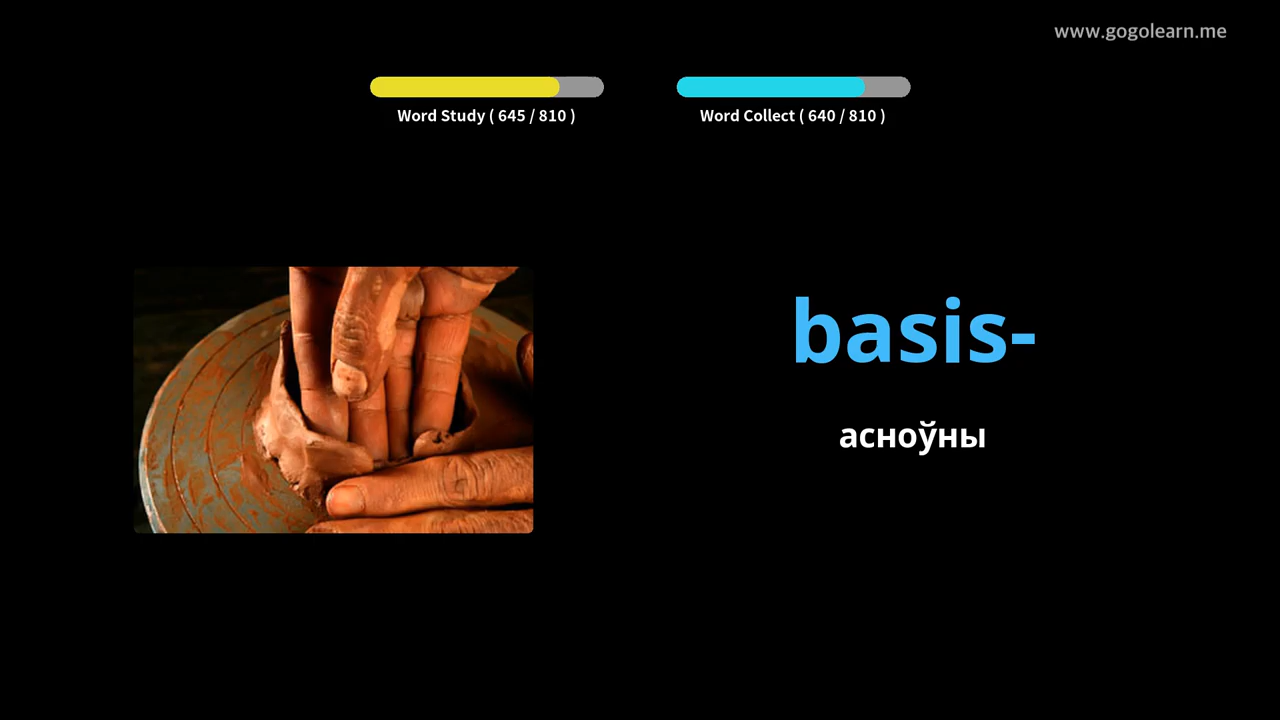 www.gogolearn.me
Word Study ( 645 / 810 )
Word Collect ( 640 / 810 )
basis-
асноўны